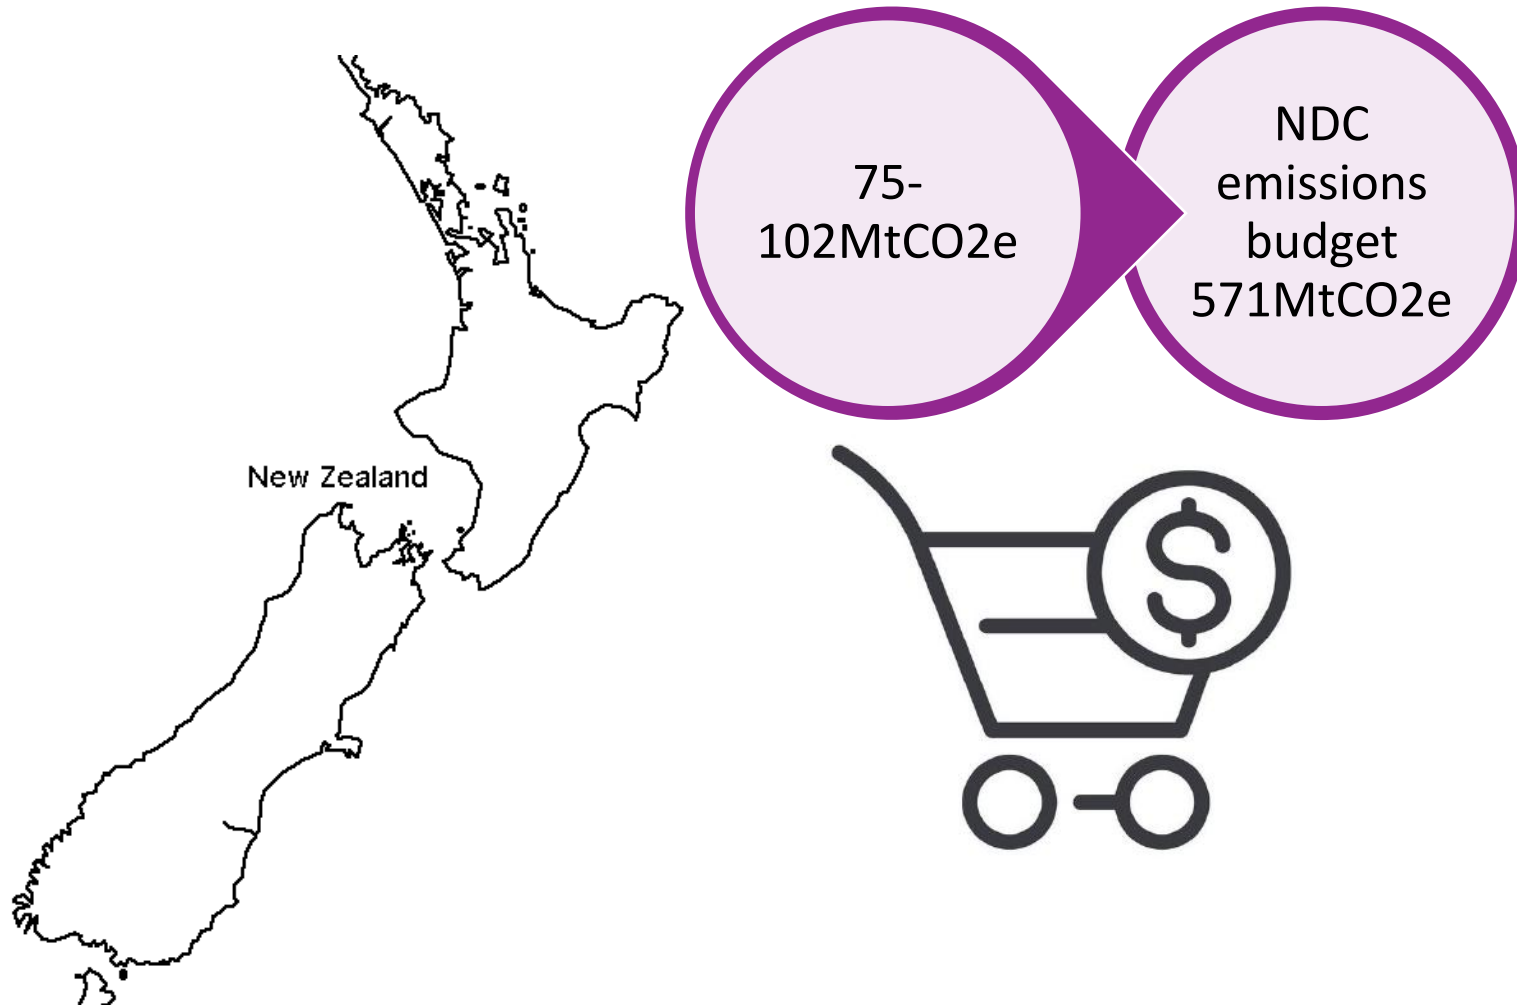 75-
102MtCO2e
NDC
emissions
budget
571MtCO2e
New Zealand
$